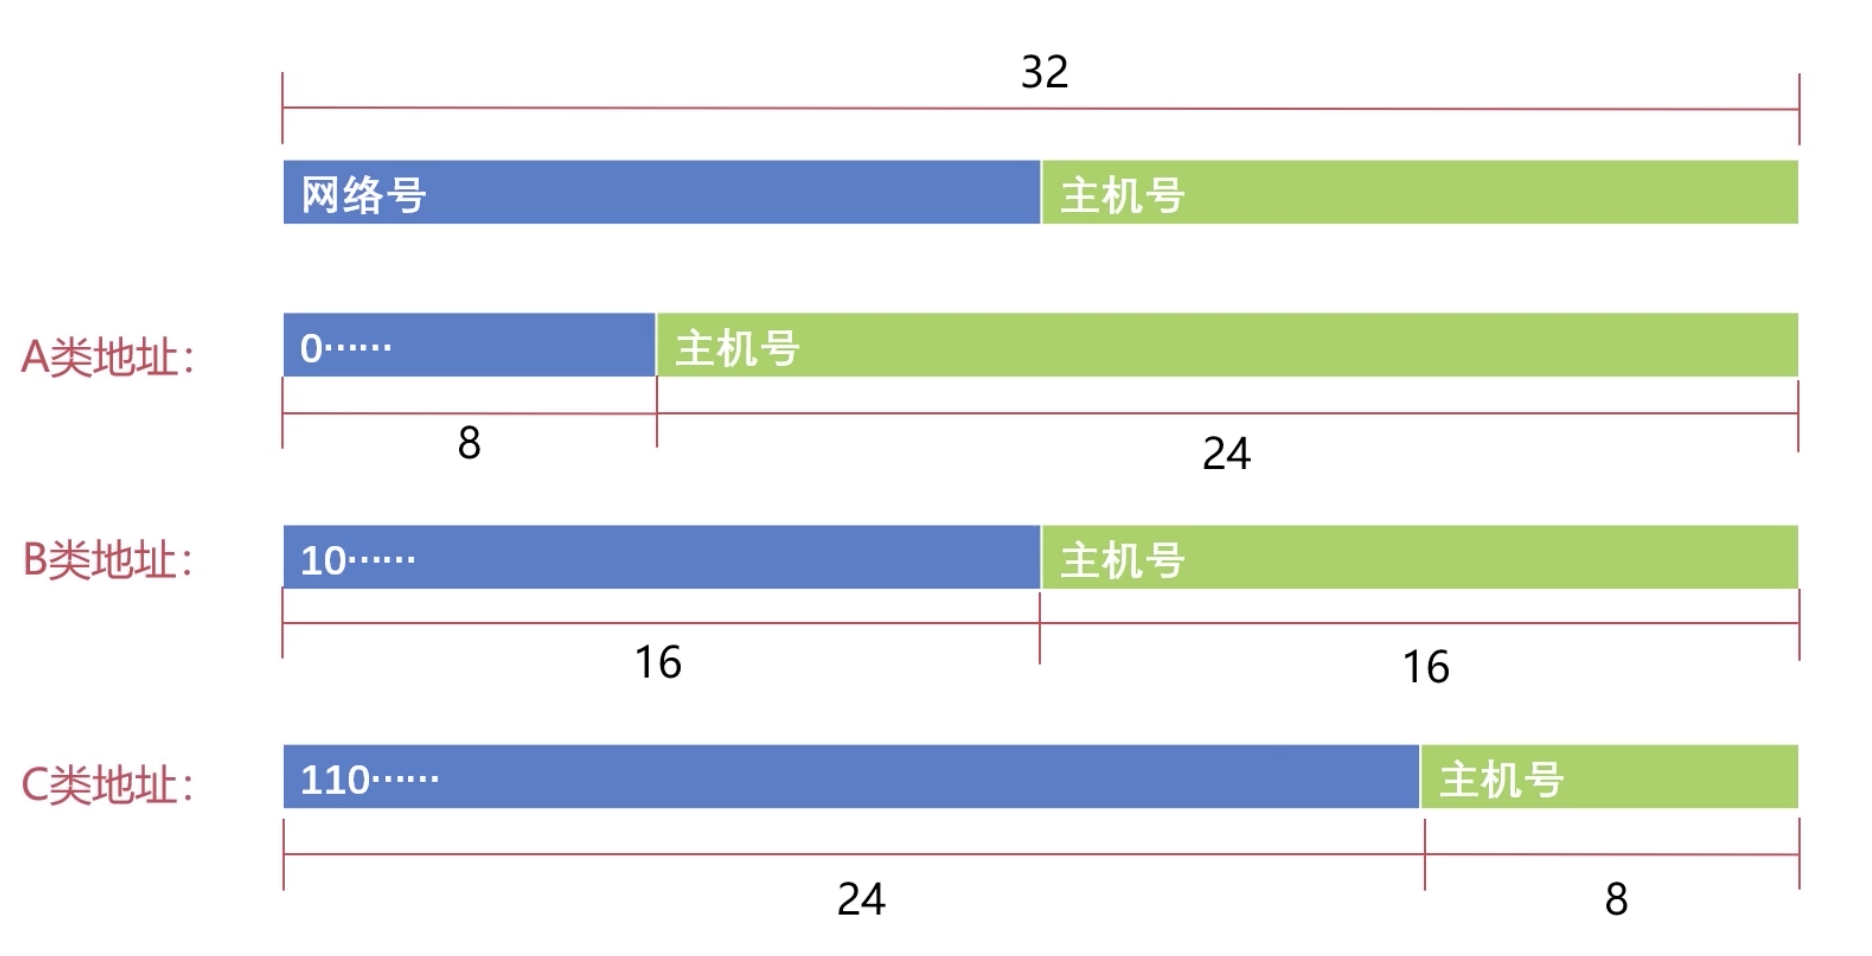 32
网络号 主机号
A类地址： 0⋯⋯ 主机号
8 24
B类地址： 10⋯⋯ 主机号
16 16
C类地址： 110⋯⋯ 主机号
24 8